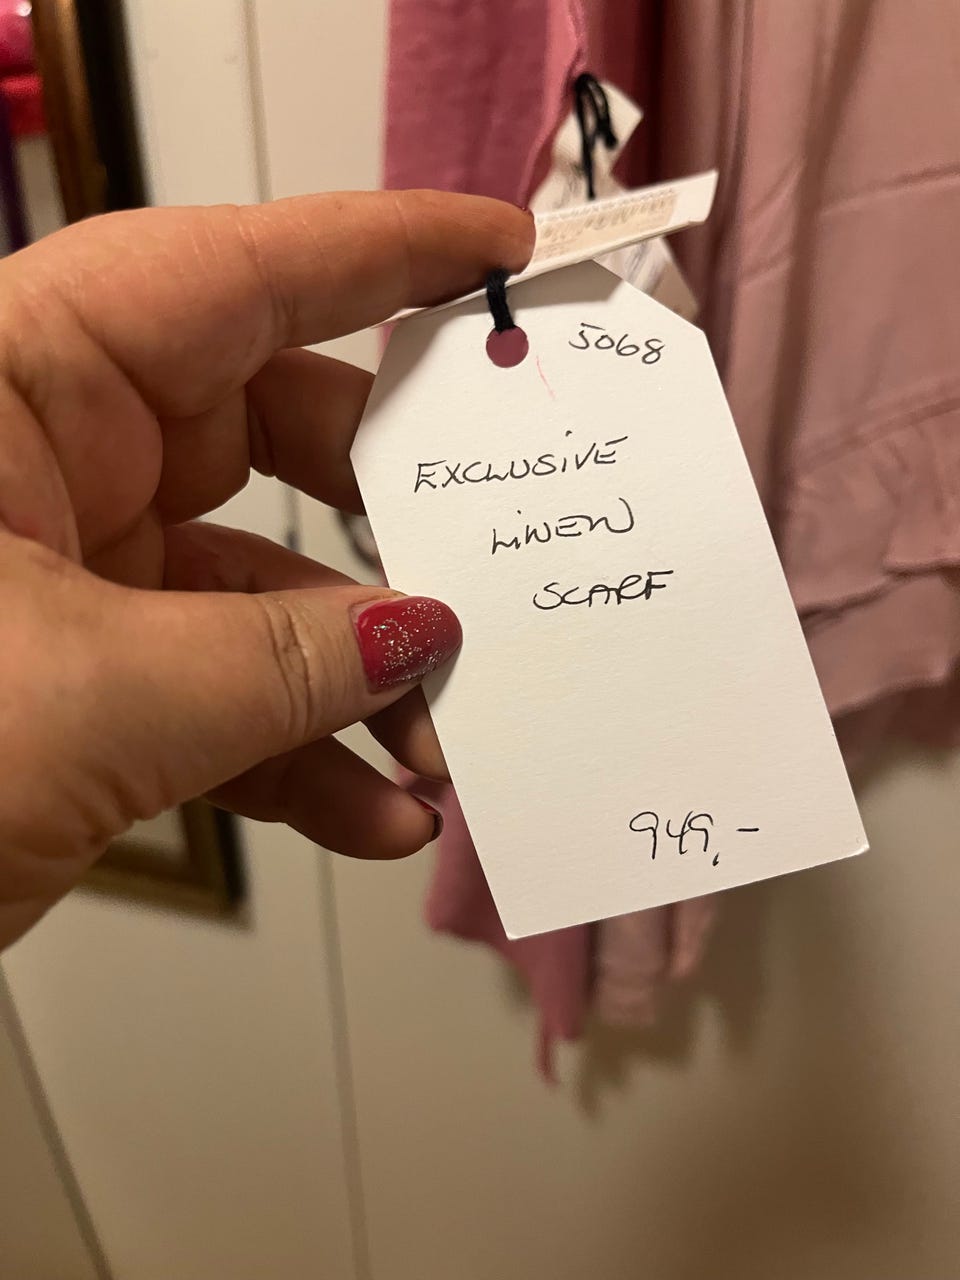 5068
EXCLUSIVE
LINEN
SCARF
949,-